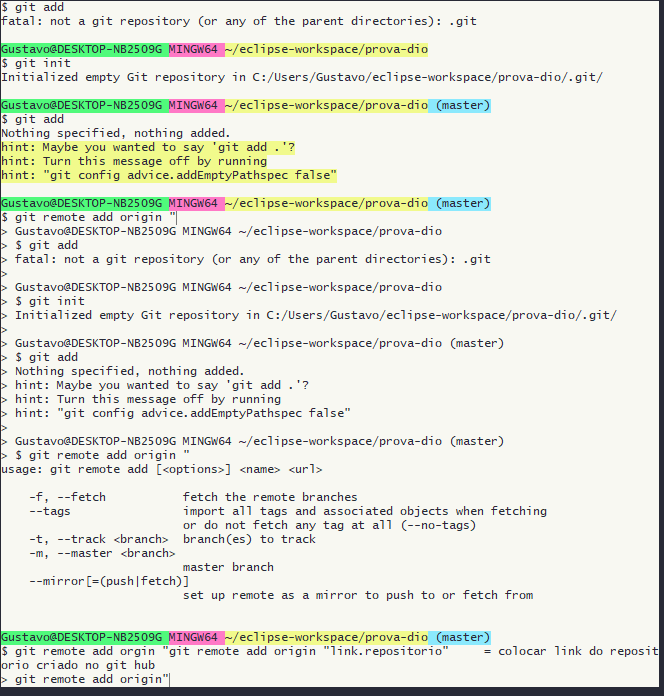 $ git add
fatal: not a git repository (or any of the parent directories): .git
Gustavo@DESKTOP-NB2509G MINGW64 ~/eclipse-workspace/prova-dio
$ git init
Initialized empty Git repository in C:/Users/Gustavo/eclipse-workspace/prova-dio/.git/
Gustavo@DESKTOP-NB2509G MINGW64 ~/eclipse-workspace/prova-dio (master)
$ git add
Nothing specified, nothing added.
hint: Maybe you wanted to say 'git add .'?
hint: Turn this message off by running
hint: "git config advice.addEmptyPathspec false"
Gustavo@DESKTOP-NB2509G MINGW64 ~/eclipse-workspace/prova-dio (master)
$ git remote add origin "
> Gustavo@DESKTOP-NB2509G MINGW64 ~/eclipse-workspace/prova-dio
> $ git add
> fatal: not a git repository (or any of the parent directories): .git
>
> Gustavo@DESKTOP-NB2509G MINGW64 ~/eclipse-workspace/prova-dio
> $ git init
> Initialized empty Git repository in C:/Users/Gustavo/eclipse-workspace/prova-dio/.git/
>
> Gustavo@DESKTOP-NB2509G MINGW64 ~/eclipse-workspace/prova-dio (master)
> $ git add
> Nothing specified, nothing added.
> hint: Maybe you wanted to say 'git add .'?
> hint: Turn this message off by running
> hint: "git config advice.addEmptyPathspec false"
>
> Gustavo@DESKTOP-NB2509G MINGW64 ~/eclipse-workspace/prova-dio (master)
> $ git remote add origin "
usage: git remote add [<options>] <name> <url>
-f, --fetch fetch the remote branches
--tags import all tags and associated objects when fetching
or do not fetch any tag at all (--no-tags)
-t, --track <branch> branch(es) to track
-m, --master <branch>
master branch
--mirror[=(push|fetch)]
set up remote as a mirror to push to or fetch from
Gustavo@DESKTOP-NB2509G MINGW64 ~/eclipse-workspace/prova-dio (master)
$ git remote add orgin "git remote add origin "link.repositorio" = colocar link do reposit
orio criado no git hub
> git remote add origin"